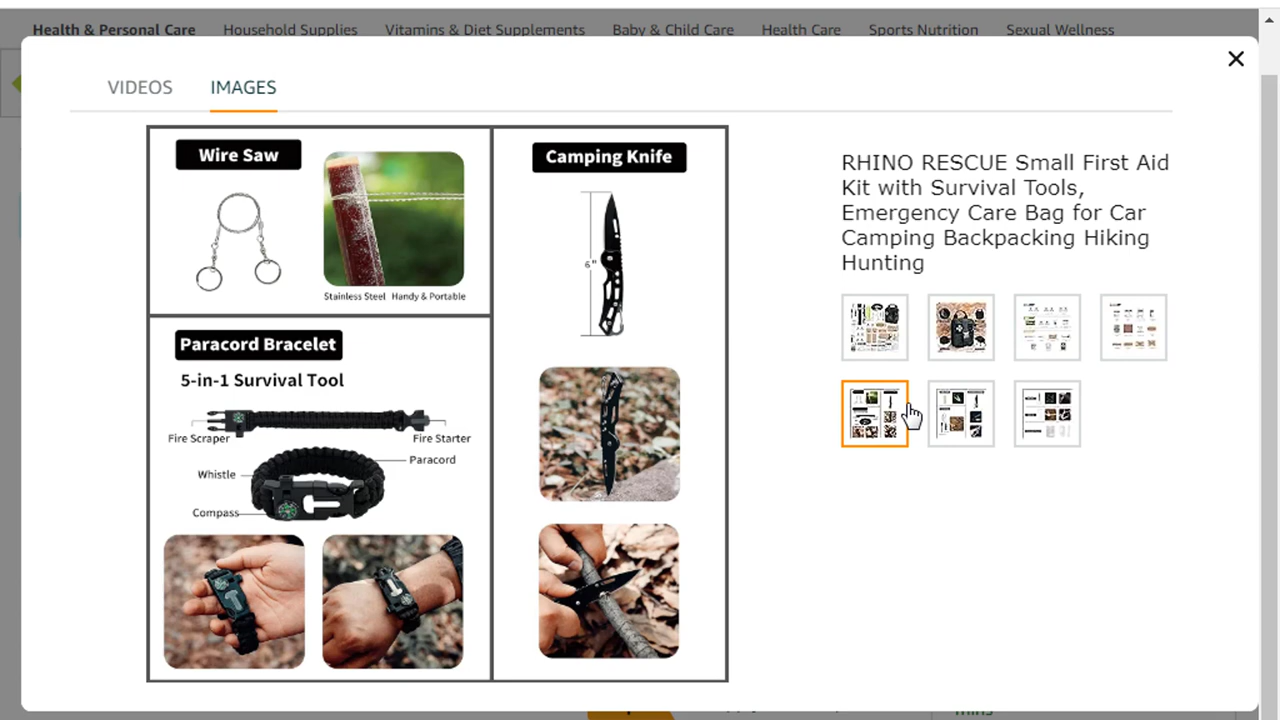 Health & Personal Care Household Supplies Vitamins & Diet Supplements Baby & Child Care Health Care Sports Nutrition Sexual Wellness
VIDEOS IMAGES
Wire Saw
Stainless Steel Handy & Portable
Paracord Bracelet
5-in-1 Survival Tool
Fire Scraper
Fire Starter
Paracord
Whistle
Compass
Camping Knife
6"
RHINO RESCUE Small First Aid
Kit with Survival Tools,
Emergency Care Bag for Car
Camping Backpacking Hiking
Hunting